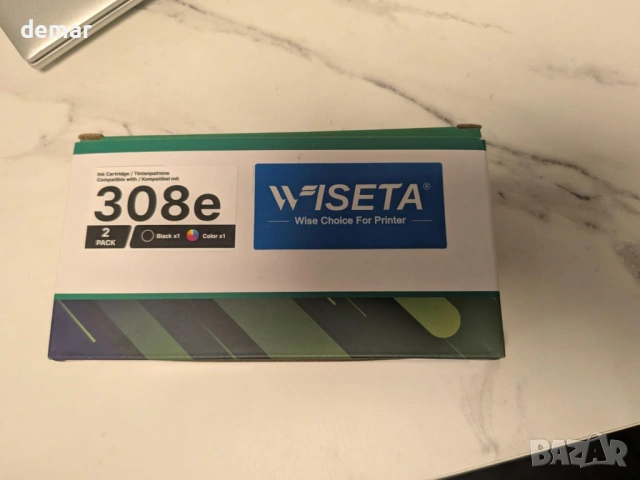 demar
Ink Cartridge / Tintenpatrone
Compatible with / Kompatibel mit
308e
2 PACK
Black x1
Color x1
WISETA®
Wise Choice For Printer
BAZAR